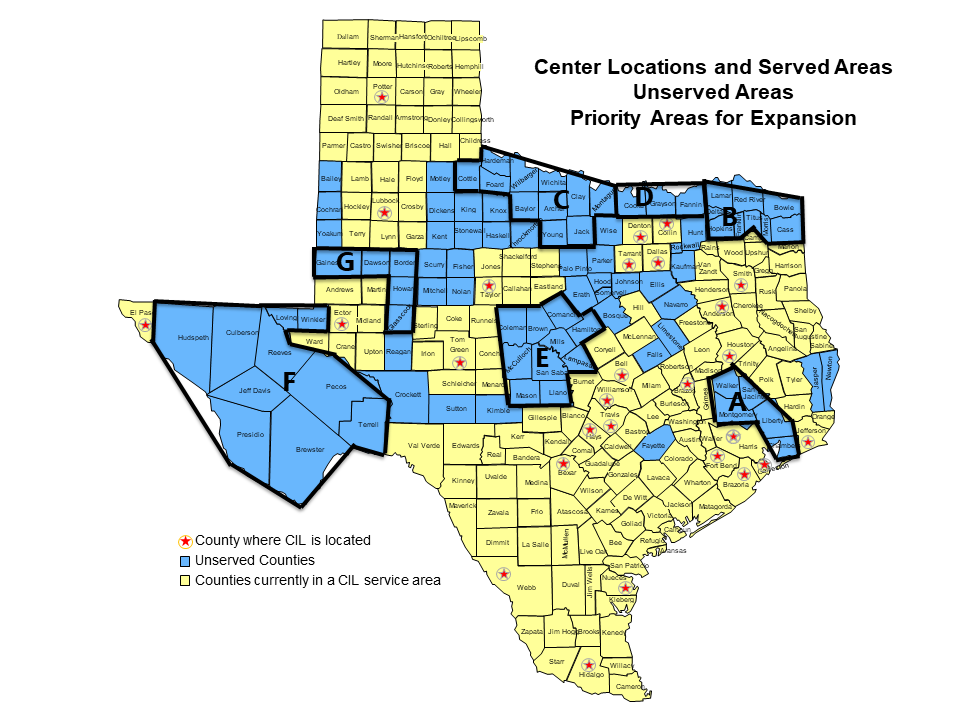 Center Locations and Served Areas
Unserved Areas
Priority Areas for Expansion
Dallam Sherman Hansford Ochiltree Lipscomb
Hartley Moore Hutchinso Roberts Hemphill
Oldham Potter Carson Gray Wheeler
Deaf Smith Randall Armstrong Donley Collingsworth
Parmer Castro Swisher Briscoe Hall Childress
Bailey Lamb Hale Floyd Motley Cottle Hardeman Foard Wilbarger Wichita Clay Montague
Cochran Hockley Lubbock Crosby Dickens King Knox Baylor Archer C Cooke D Grayson Fannin Lamar Red River Bowie B
Yoakum Terry Lynn Garza Kent Stonewall Haskell Throckmorton Young Jack Wise Denton Collin Hunt Hopkins Franklin Titus Morris Cass
Gaines G Dawson Borden Scurry Fisher Jones Shackelford Stephens Palo Pinto Parker Tarrant Dallas Rockwall Kaufman Rains Van Zandt Wood Upshur Marion Harrison
Andrews Martin Howard Mitchel Nolan Taylor Callahan Eastland Erath Hood Somervell Johnson Ellis Henderson Smith Gregg Rusk Panola
El Paso Hudspeth Culberson Loving Winkler Ector Midland Glasscock Sterling Coke Runnels Coleman Brown Comanche Hamilton Bosque Hill Navarro Freestone Anderson Cherokee Nacogdoches Shelby
Reeves Ward Crane Upton Reagan Irion Tom Green Conch McCulloch E Mills San Saba Lampasas Coryell McLennan Limestone Falls Leon Houston Trinity Angelina San Augustine Sabine
Jeff Davis F Pecos Crockett Schleicher Menard Mason Llano Burnet Bell Williamson Milam Robertson Brazos Madison Grimes Walker A San Jacinto Polk Tyler Jasper Newton
Presidio Brewster Terrell Sutton Kimble Gillespie Blanco Travis Hays Lee Burleson Washington Montgomery Liberty Hardin Orange Jefferson Chambers
Val Verde Edwards Real Kerr Bandera Kendall Comal Caldwell Bastrop Fayette Austin Waller Harris Galveston
Kinney Uvalde Medina Bexar Guadalupe Gonzales Lavaca Colorado Wharton Fort Bend Brazoria
Maverick Zavala Frio Atascosa Wilson Karnes De Witt Victoria Jackson Matagorda
Dimmit La Salle McMullen Live Oak Bee Goliad Refugio Calhoun Aransas
Webb Duval Jim Wells San Patricio Nueces Kleberg
Zapata Jim Hogg Brooks Kenedy
Starr Hidalgo Willacy Cameron
County where CIL is located
Unserved Counties
Counties currently in a CIL service area